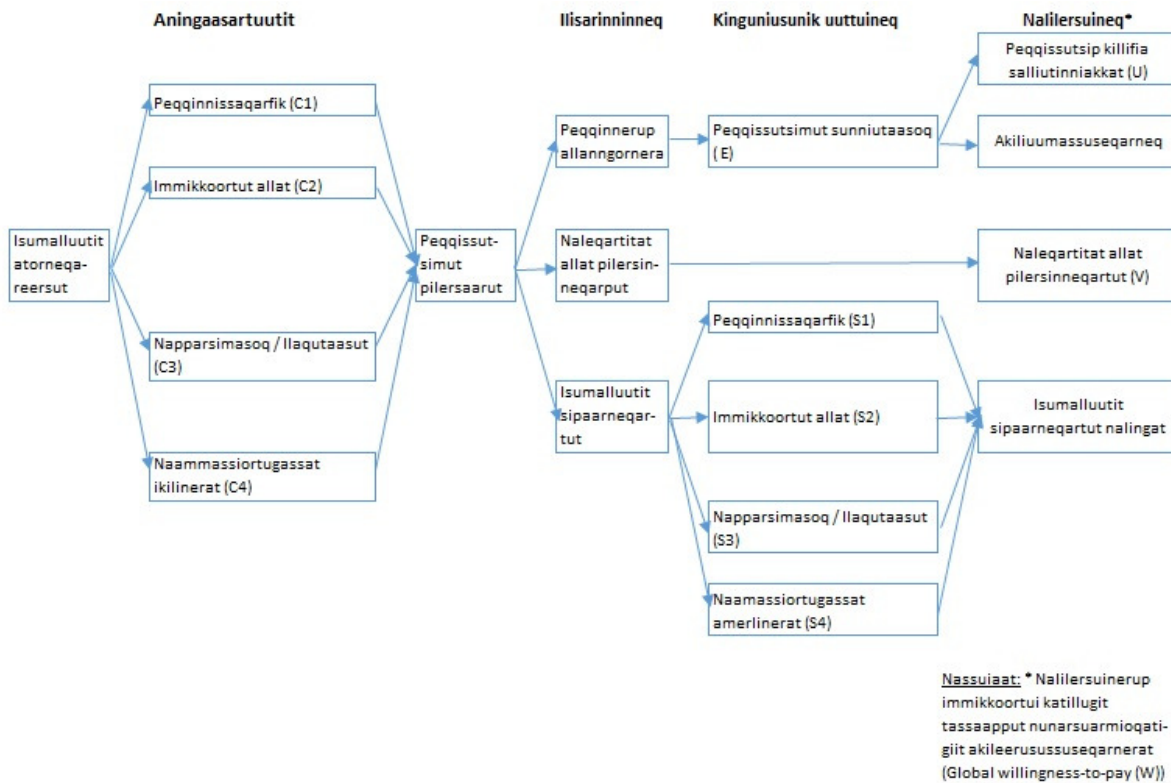 Aningaasartuutit
Ilisarninneq
Kinguniusunik uuttuineq
Nalilersuineq*
Isumalluutit
atorneqa-
reersut
Peqqinnissaqarfik (C1)
Immikkoortut allat (C2)
Napparsimasoq / Ilaqutaasut
(C3)
Naammassiortugassat
ikilinerat (C4)
Peqqissut-
simut
pilersaarut
Peqqinnerup
allanngornera
Naleqartitat
allat pilersin-
neqarput
Isumalluutit
sipaarneqar-
tut
Peqqissutsimut sunniutaasoq
( E)
Peqqinnissaqarfik (S1)
Immikkoortut allat (S2)
Napparsimasoq / Ilaqutaasut
(S3)
Naamassiortugassat
amerlinerat (S4)
Peqqissutsip killifia
salliutinniakkat (U)
Akiliuumassuseqarneq
Naleqartitat allat
pilersinneqartut (V)
Isumalluutit
sipaarneqartut nalingat
Nassuiaat: * Nalilersuinerup
immikkoortui katillugit
tassaapput nunarsuarmioqati-
giit akileerusussuseqarnerat
(Global willingness-to-pay (W))